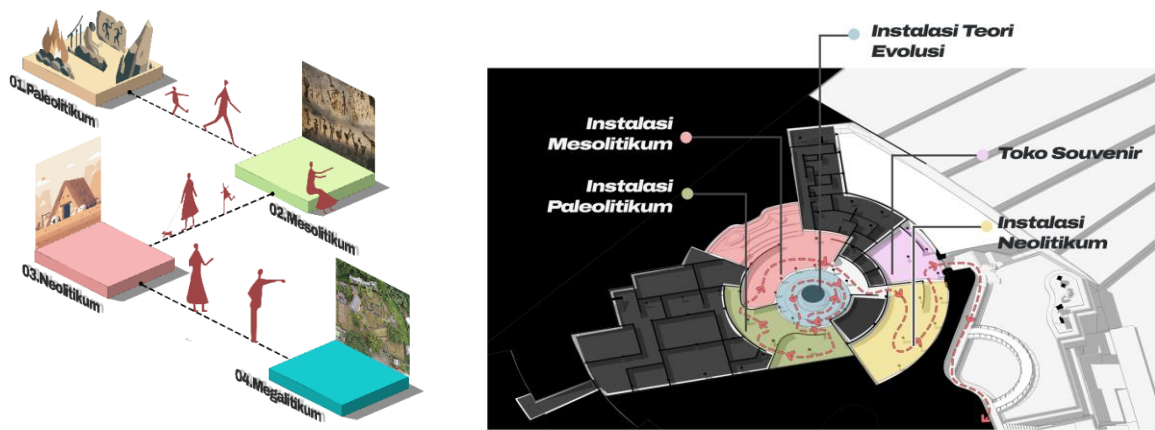 01.Paleolitikum
02.Mesolitikum
03.Neolitikum
04.Megalitikum
Instalasi Teori
Evolusi
Instalasi
Mesolitikum
Instalasi
Paleolitikum
Toko Souvenir
Instalasi
Neolitikum